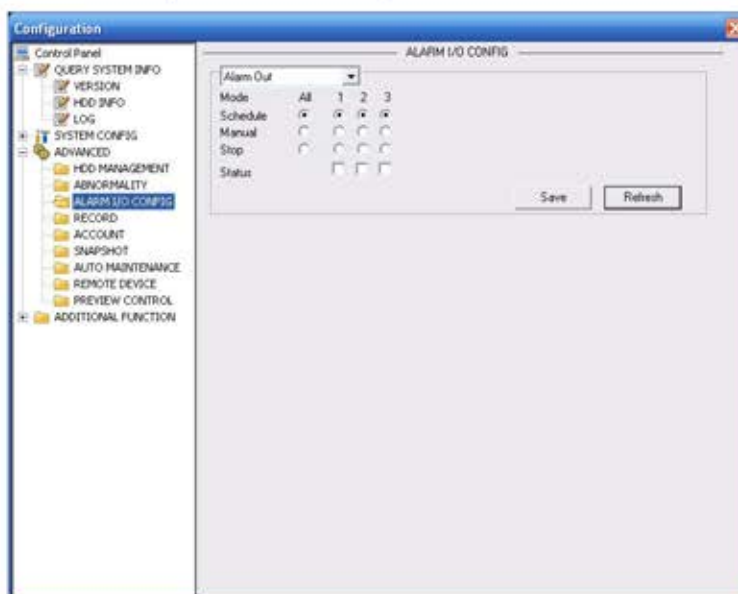 Configuration
Control Panel
QUERY SYSTEM INFO
VERSION
HDD INFO
LOG
SYSTEM CONFIG
ADVANCED
HDD MANAGEMENT
ABNORMALITY
ALARM I/O CONFIG
RECORD
ACCOUNT
SNAPSHOT
AUTO MAINTENANCE
REMOTE DEVICE
PREVIEW CONTROL
ADDITIONAL FUNCTION
ALARM I/O CONFIG
Alarm Out
Mode All 1 2 3
Schedule
Manual
Stop
Status
Save Refresh